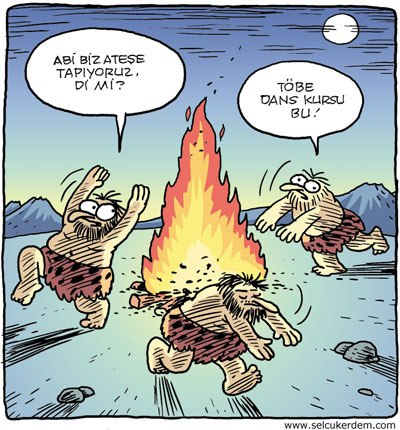 ABİ BİZ ATEŞE
TAPIYORUZ,
Dİ Mİ?
TÖBE
DANS KURSU
BU!
www.selcukerdem.com